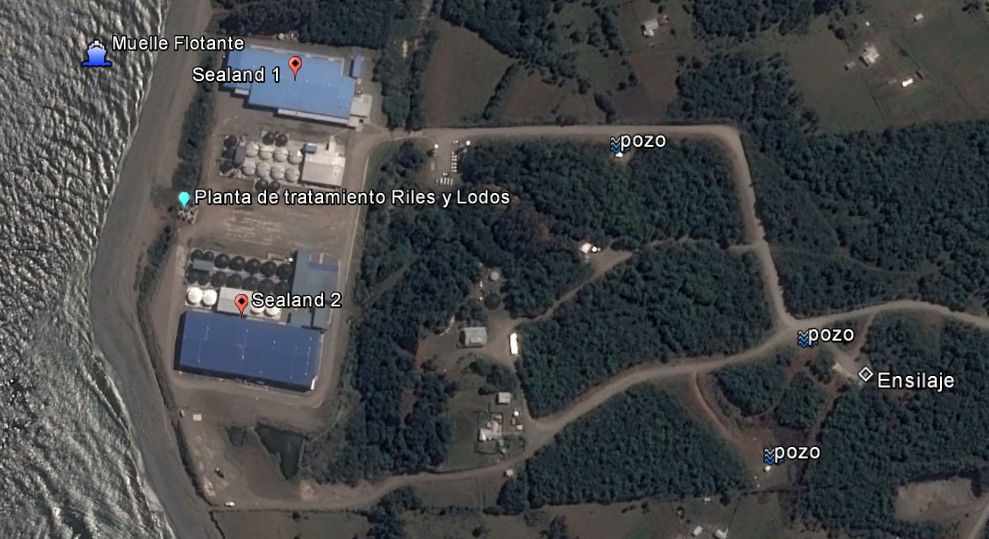 Muelle Flotante
Sealand 1
pozo
Planta de tratamiento Riles y Lodos
Sealand 2
pozo
Ensilaje
pozo